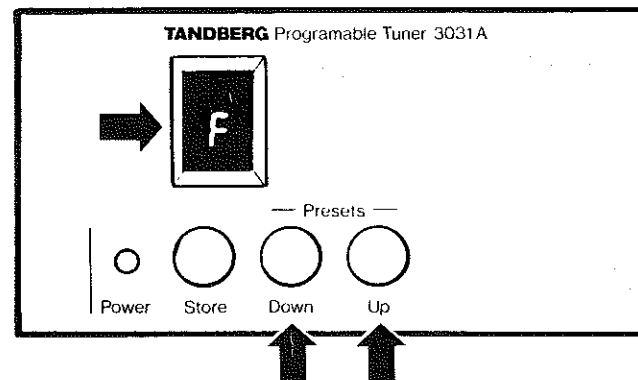 TANDBERG Programable Tuner 3031A
F
— Presets —
Power Store Down Up